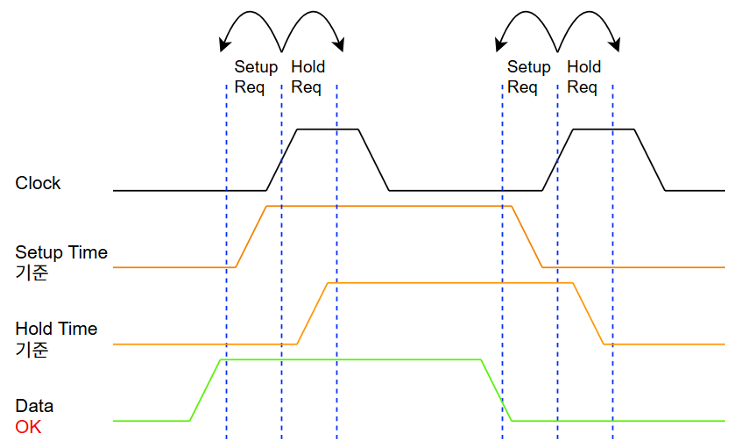 Setup Hold
Req Req
Setup Hold
Req Req
Clock
Setup Time
기준
Hold Time
기준
Data
OK